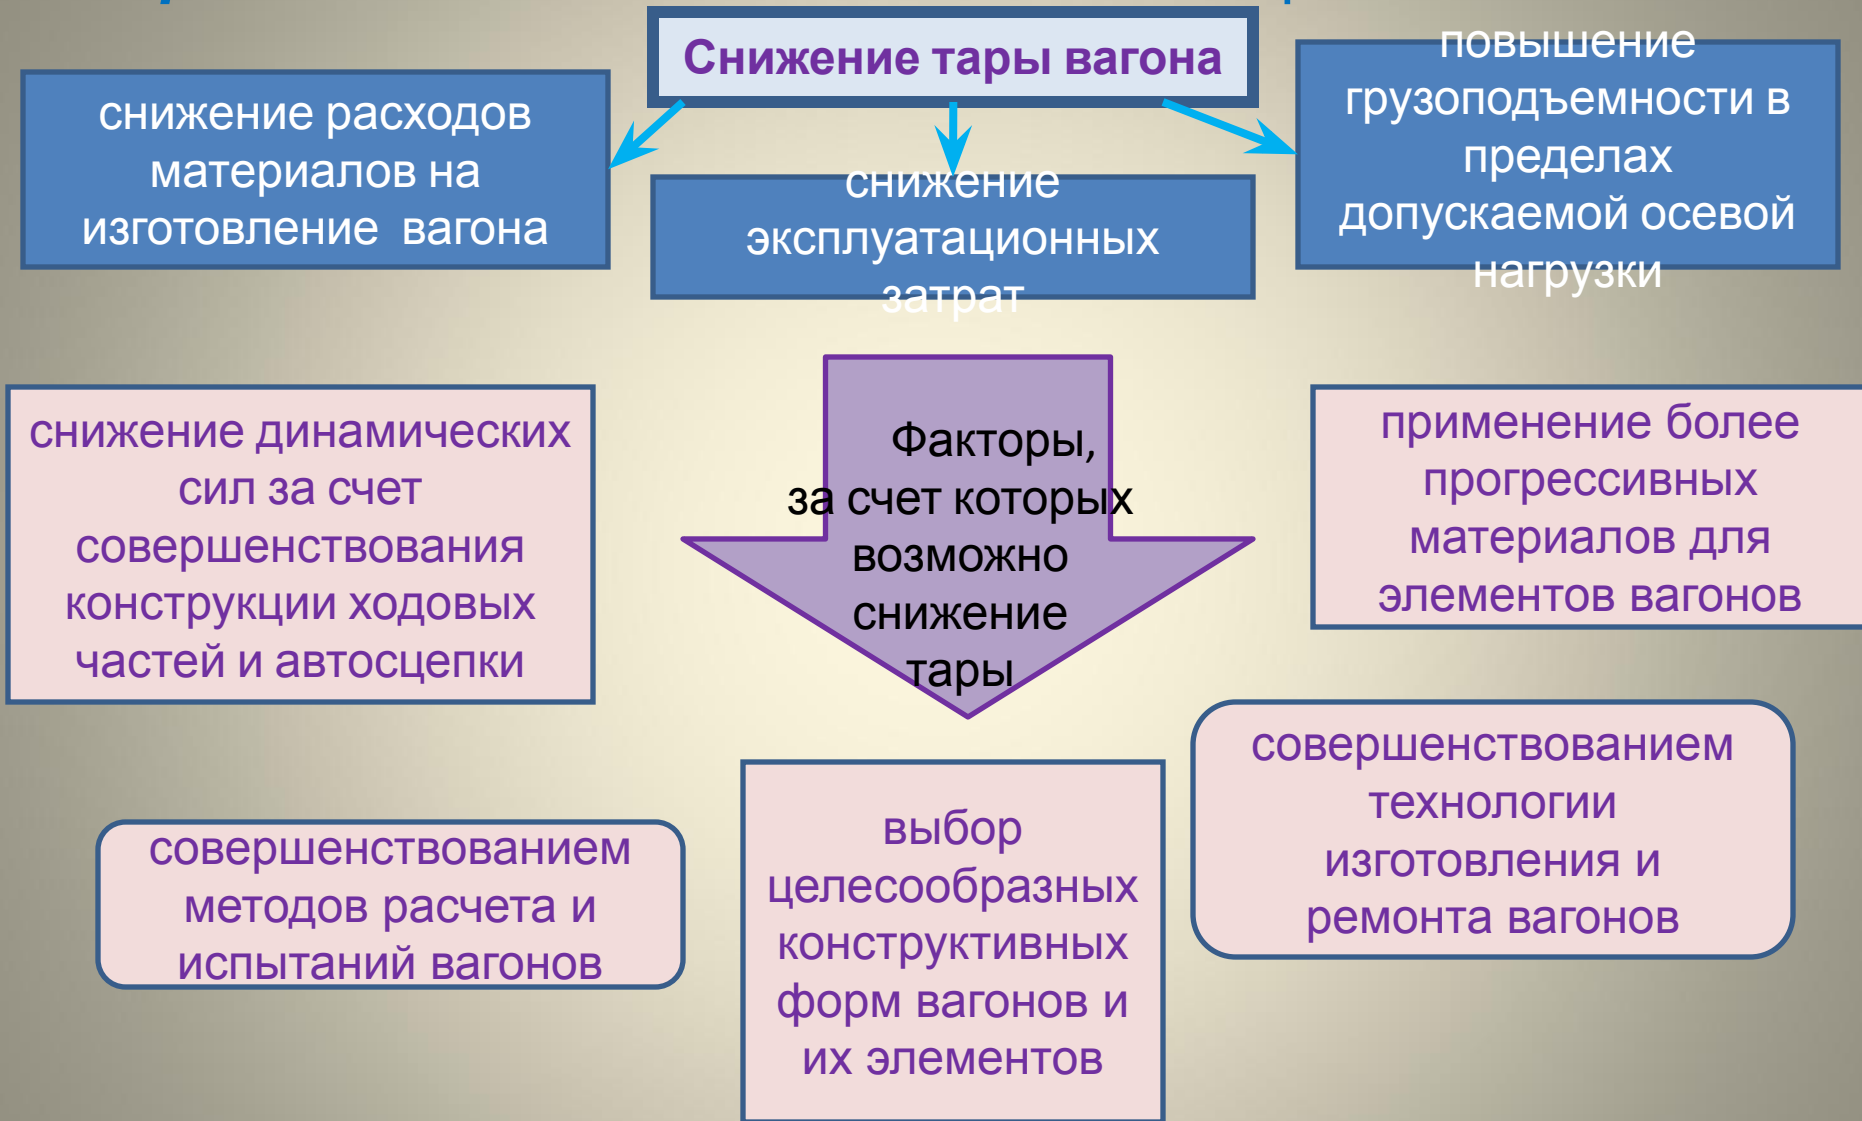 Снижение тары вагона
снижение расходов
материалов на
изготовление вагона
снижение
эксплуатационных
затрат
повышение
грузоподъемности в
пределах
допускаемой осевой
нагрузки
Факторы,
за счет которых
возможно
снижение
тары
снижение динамических
сил за счет
совершенствования
конструкции ходовых
частей и автосцепки
применение более
прогрессивных
материалов для
элементов вагонов
совершенствованием
методов расчета и
испытаний вагонов
выбор
целесообразных
конструктивных
форм вагонов и
их элементов
совершенствованием
технологии
изготовления и
ремонта вагонов